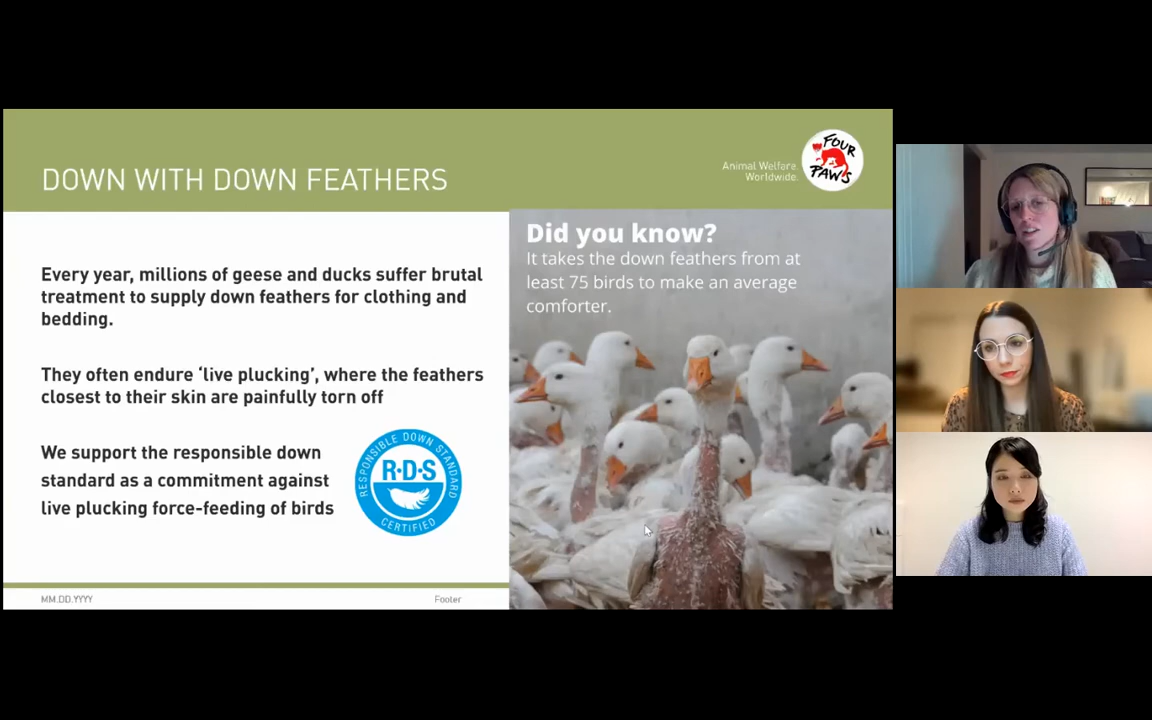 DOWN WITH DOWN FEATHERS
Animal Welfare.
Worldwide.
FOUR
PAWS
Every year, millions of geese and ducks suffer brutal
treatment to supply down feathers for clothing and
bedding.
They often endure ‘live plucking’, where the feathers
closest to their skin are painfully torn off
We support the responsible down
standard as a commitment against
live plucking force-feeding of birds
RESPONSIBLE DOWN STANDARD
R·D·S
CERTIFIED
Did you know?
It takes the down feathers from at
least 75 birds to make an average
comforter.
MM.DD.YYYY
Footer